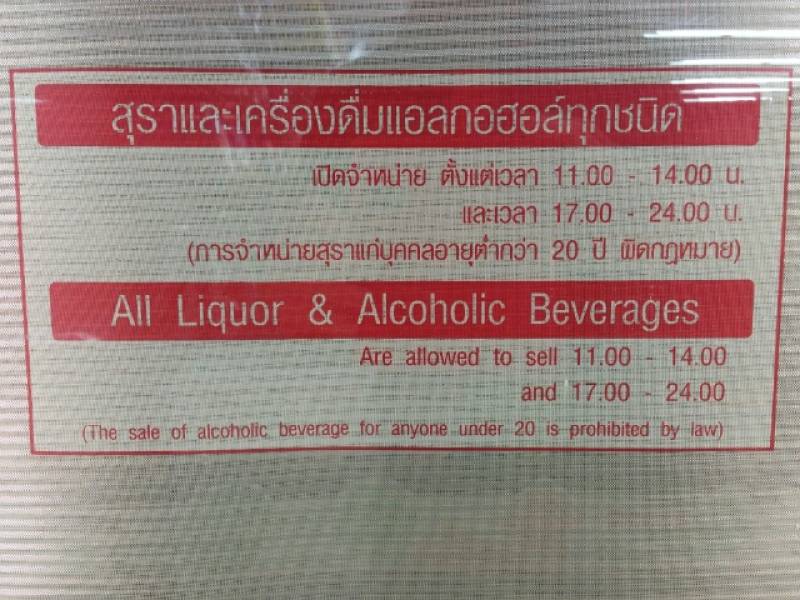 สุราและเครื่องดื่มแอลกอฮอล์ทุกชนิด
เปิดจำหน่าย ตั้งแต่เวลา 11.00 - 14.00 น.
และเวลา 17.00 - 24.00 น.
(การจำหน่ายสุราแก่บุคคลอายุต่ำกว่า 20 ปี ผิดกฎหมาย)
All Liquor & Alcoholic Beverages
Are allowed to sell 11.00 - 14.00
and 17.00 - 24.00
(The sale of alcoholic beverage for anyone under 20 is prohibited by law)